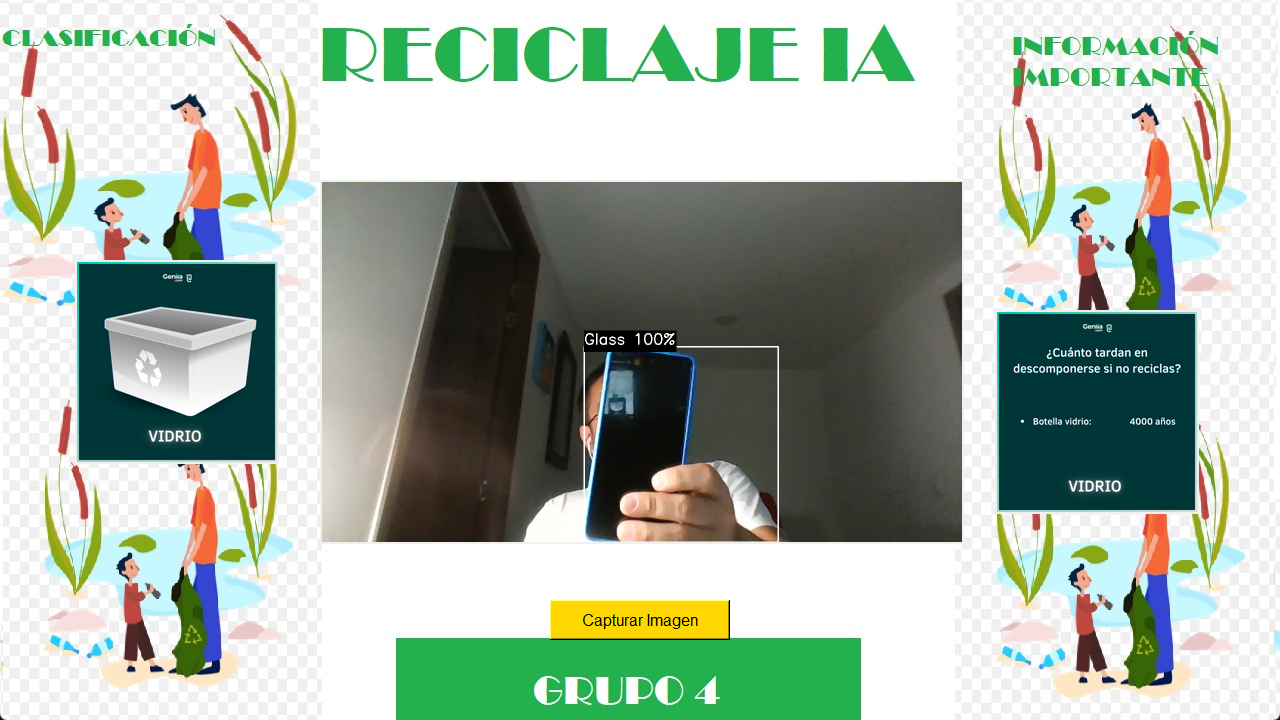 CLASIFICACIÓN
RECICLAJE IA
INFORMACIÓN
IMPORTANTE
Geniia
VIDRIO
Glass 100%
Geniia
¿Cuánto tardan en
descomponerse si no reciclas?
• Botella vidrio: 4000 años
VIDRIO
Capturar Imagen
GRUPO 4